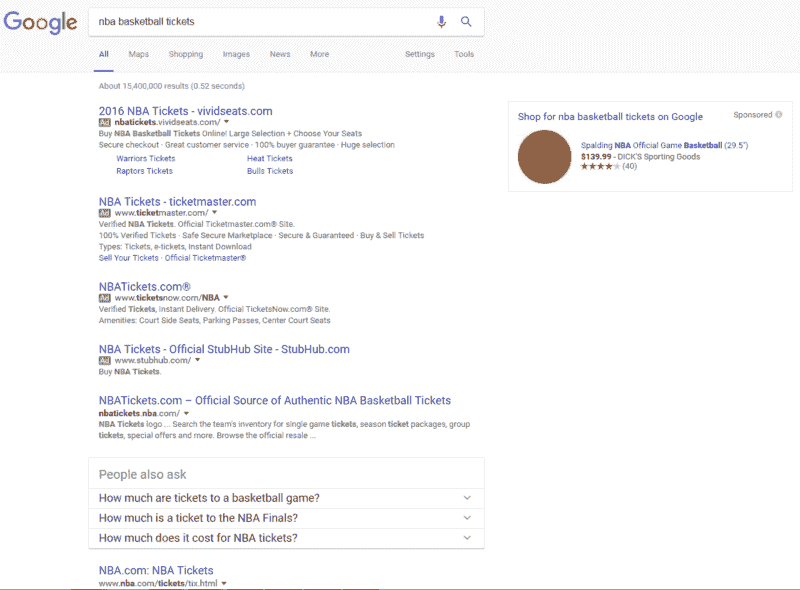 Google
nba basketball tickets
All Maps Shopping Images News More Settings Tools
About 15,400,000 results (0.52 seconds)
2016 NBA Tickets - vividseats.com
Ad nbatickets.vividseats.com/
Buy NBA Basketball Tickets Online! Large Selection + Choose Your Seats
Secure checkout · Great customer service · 100% buyer guarantee · Huge selection
Warriors Tickets Heat Tickets
Raptors Tickets Bulls Tickets
NBA Tickets - ticketmaster.com
Ad www.ticketmaster.com/
Verified NBA Tickets. Official Ticketmaster.com® Site.
100% Verified Tickets · Safe Secure Marketplace · Secure & Guaranteed · Buy & Sell Tickets
Types: Tickets, e-tickets, Instant Download
Sell Your Tickets · Official Ticketmaster®
NBATickets.com®
Ad www.ticketsnow.com/NBA
Verified Tickets, Instant Delivery. Official TicketsNow.com® Site.
Amenities: Court Side Seats, Parking Passes, Center Court Seats
NBA Tickets - Official StubHub Site - StubHub.com
Ad www.stubhub.com/
Buy NBA Tickets.
NBATickets.com – Official Source of Authentic NBA Basketball Tickets
nbatickets.nba.com/
NBA Tickets logo ... Search the team's inventory for single game tickets, season ticket packages, group
tickets, special offers and more. Browse the official resale ...
People also ask
How much are tickets to a basketball game?
How much is a ticket to the NBA Finals?
How much does it cost for NBA tickets?
NBA.com: NBA Tickets
www.nba.com/tickets/tix.html
Shop for nba basketball tickets on Google Sponsored
Spalding NBA Official Game Basketball (29.5")
$139.99 - DICK'S Sporting Goods
(40)